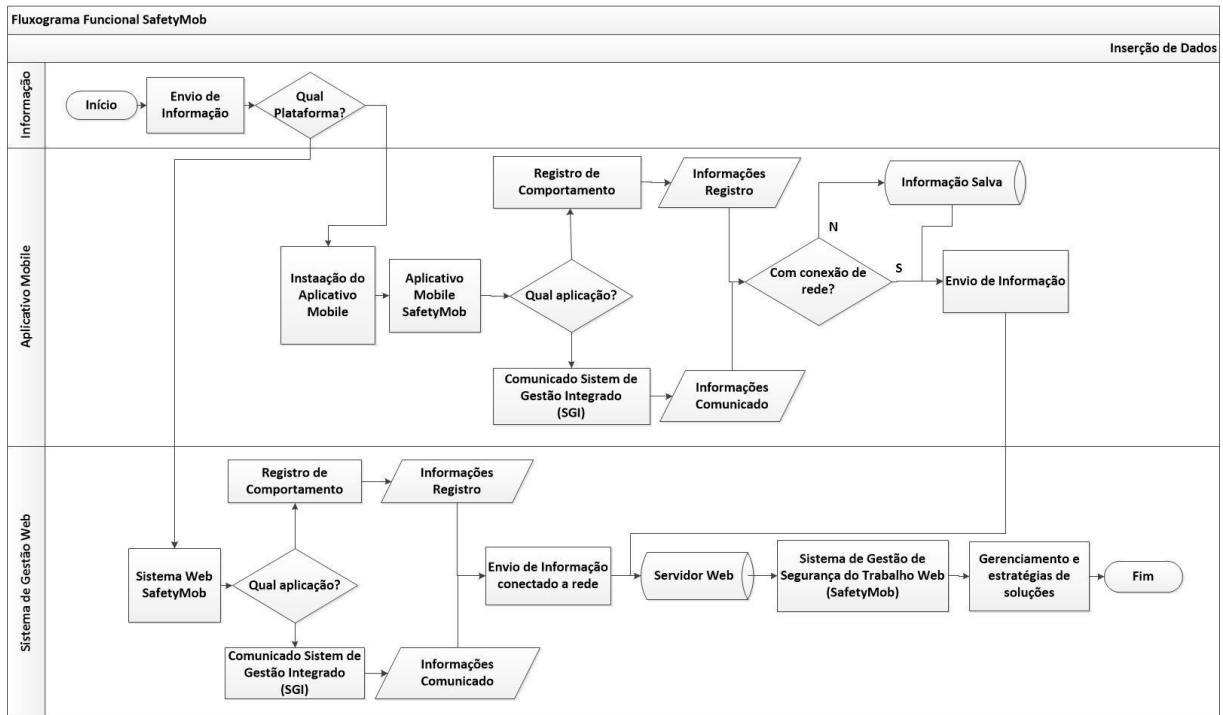 Fluxograma Funcional SafetyMob
Inserção de Dados
Informação
Início
Envio de
Informação
Qual
Plataforma?
Aplicativo Mobile
Registro de
Comportamento
Informações
Registro
Informação Salva
N
Instaação do
Aplicativo
Mobile
Aplicativo
Mobile
SafetyMob
Qual aplicação?
Com conexão de
rede?
S
Envio de Informação
Comunicado Sistem de
Gestão Integrado
(SGI)
Informações
Comunicado
Sistema de Gestão Web
Registro de
Comportamento
Informações
Registro
Sistema Web
SafetyMob
Qual aplicação?
Envio de Informação
conectado a rede
Servidor Web
Sistema de Gestão de
Segurança do Trabalho Web
(SafetyMob)
Gerenciamento e
estratégias de
soluções
Fim
Comunicado Sistem de
Gestão Integrado
(SGI)
Informações
Comunicado